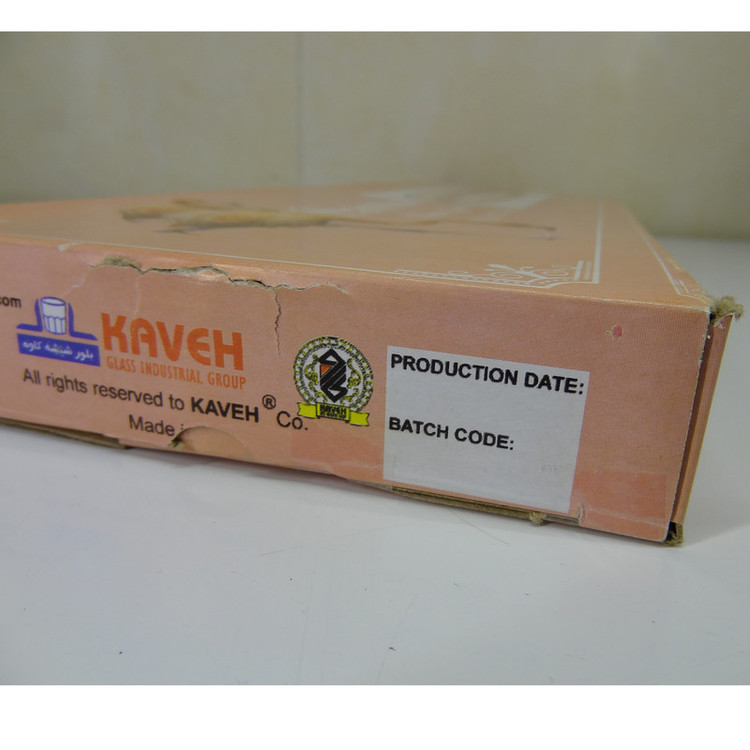 com
بلور شیشه کاوه
KAVEH
GLASS INDUSTRIAL GROUP
All rights reserved to KAVEH® Co.
Made
KAVEH
PRODUCTION DATE:
BATCH CODE: